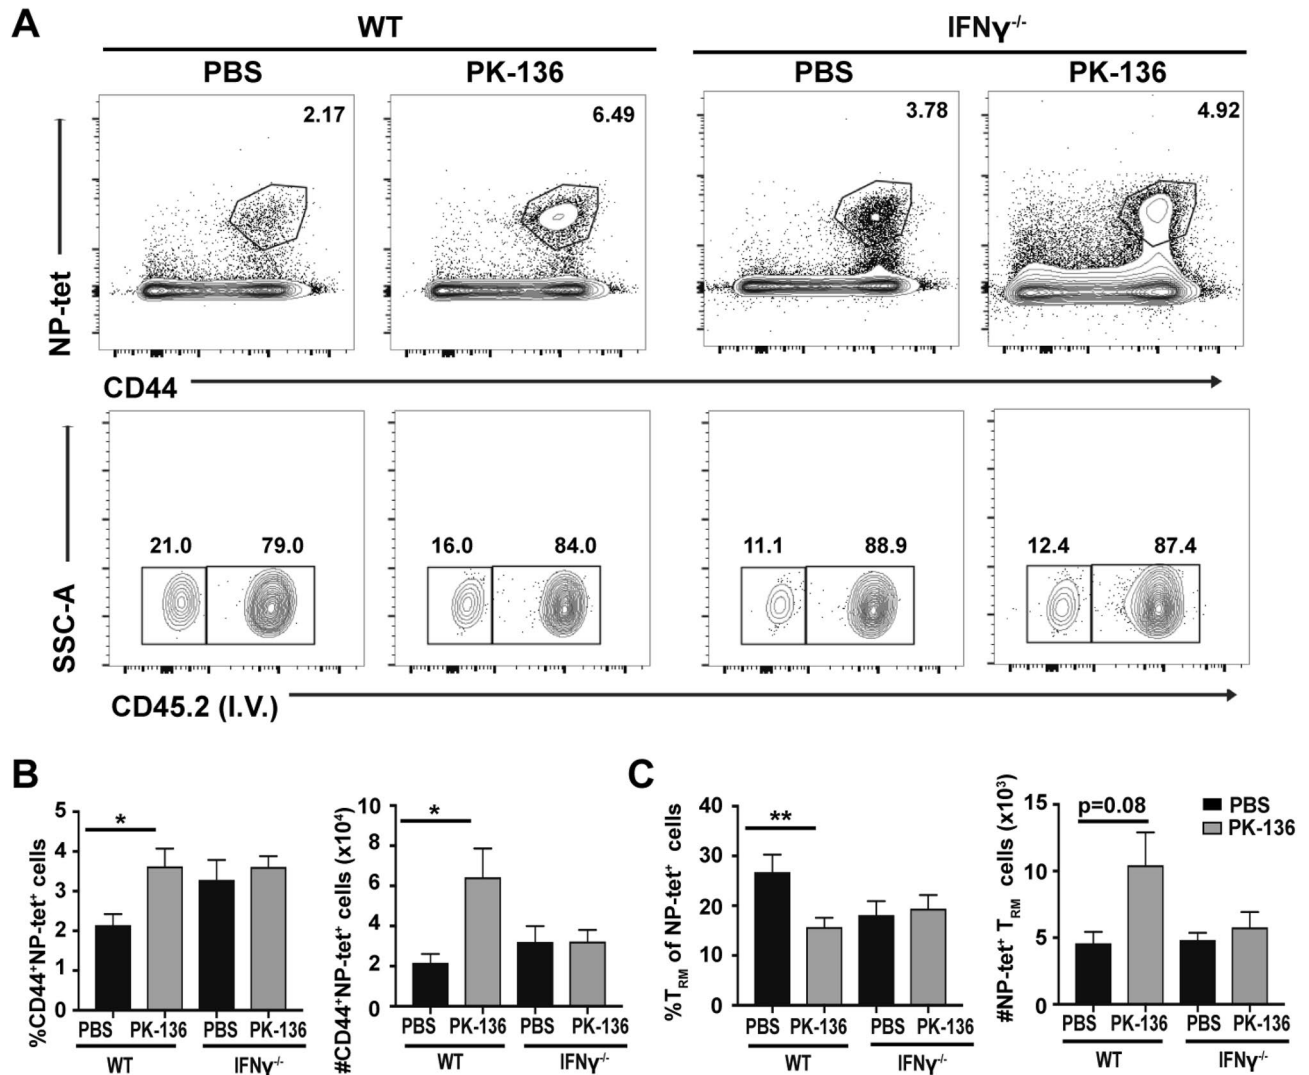 A
WT
IFNγ-/-
PBS
PK-136
PBS
PK-136
2.17
6.49
3.78
4.92
NP-tet
CD44
21.0
79.0
16.0
84.0
11.1
88.9
12.4
87.4
SSC-A
CD45.2 (I.V.)
B
%CD44+NP-tet+ cells
5
4
3
2
1
0
*
PBS
PK-136
PBS
PK-136
WT
IFNγ-/-
#CD44+NP-tet+ cells (x10⁴)
10
8
6
4
2
0
*
PBS
PK-136
PBS
PK-136
WT
IFNγ-/-
C
%TRM of NP-tet+ cells
40
30
20
10
0
**
PBS
PK-136
PBS
PK-136
WT
IFNγ-/-
#NP-tet+ TRM cells (x10³)
15
10
5
0
p=0.08
PBS
PK-136
PBS
PK-136
PBS
PK-136
WT
IFNγ-/-